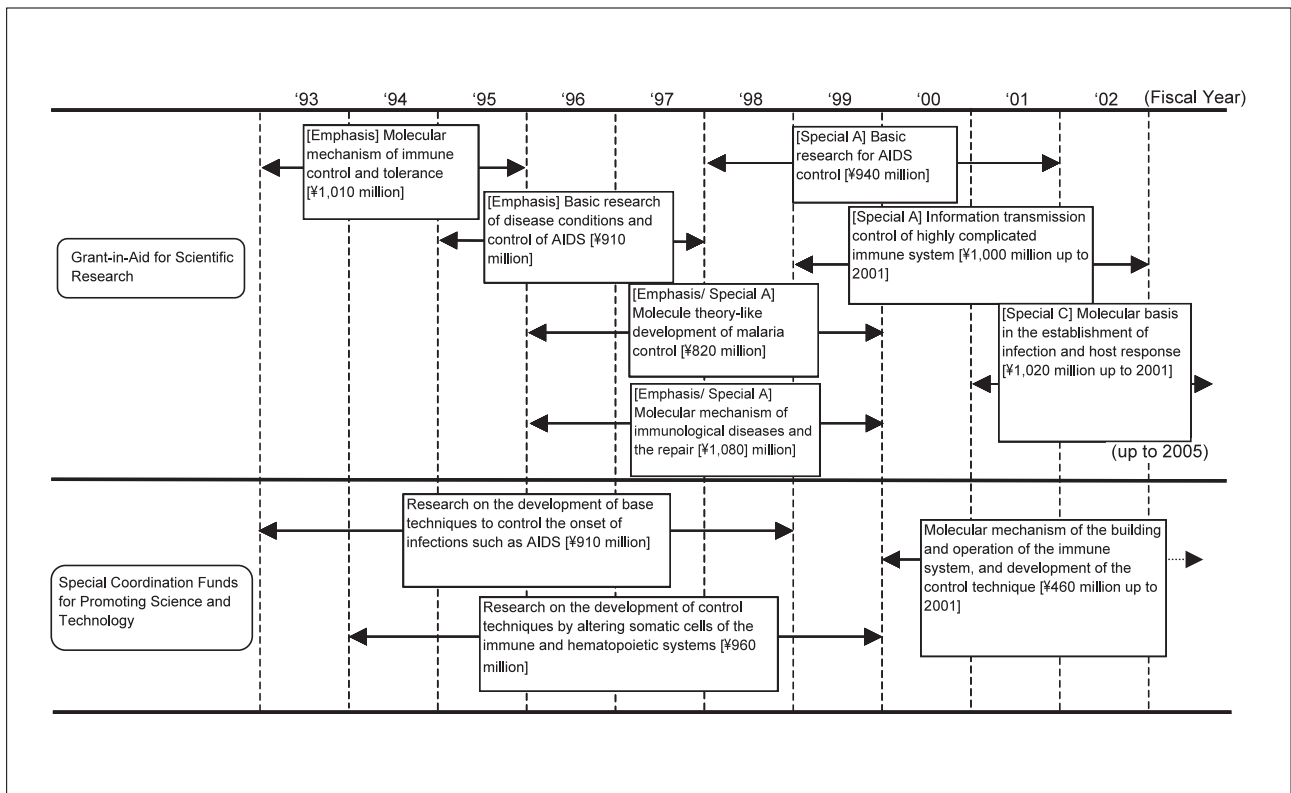 ‘93 ‘94 ‘95 ‘96 ‘97 ‘98 ‘99 ‘00 ‘01 ‘02 (Fiscal Year)
Grant-in-Aid for Scientific
Research
[Emphasis] Molecular
mechanism of immune
control and tolerance
[¥1,010 million]
[Special A] Basic
research for AIDS
control [¥940 million]
[Emphasis] Basic research
of disease conditions and
control of AIDS [¥910
million]
[Special A] Information transmission
control of highly complicated
immune system [¥1,000 million up to
2001]
[Emphasis/ Special A]
Molecule theory-like
development of malaria
control [¥820 million]
[Special C] Molecular basis
in the establishment of
infection and host response
[¥1,020 million up to 2001]
(up to 2005)
[Emphasis/ Special A]
Molecular mechanism of
immunological diseases and
the repair [¥1,080] million]
Special Coordination Funds
for Promoting Science and
Technology
Research on the development of base
techniques to control the onset of
infections such as AIDS [¥910 million]
Molecular mechanism of the building
and operation of the immune
system, and development of the
control technique [¥460 million up to
2001]
Research on the development of control
techniques by altering somatic cells of
the immune and hematopoietic systems [¥960
million]